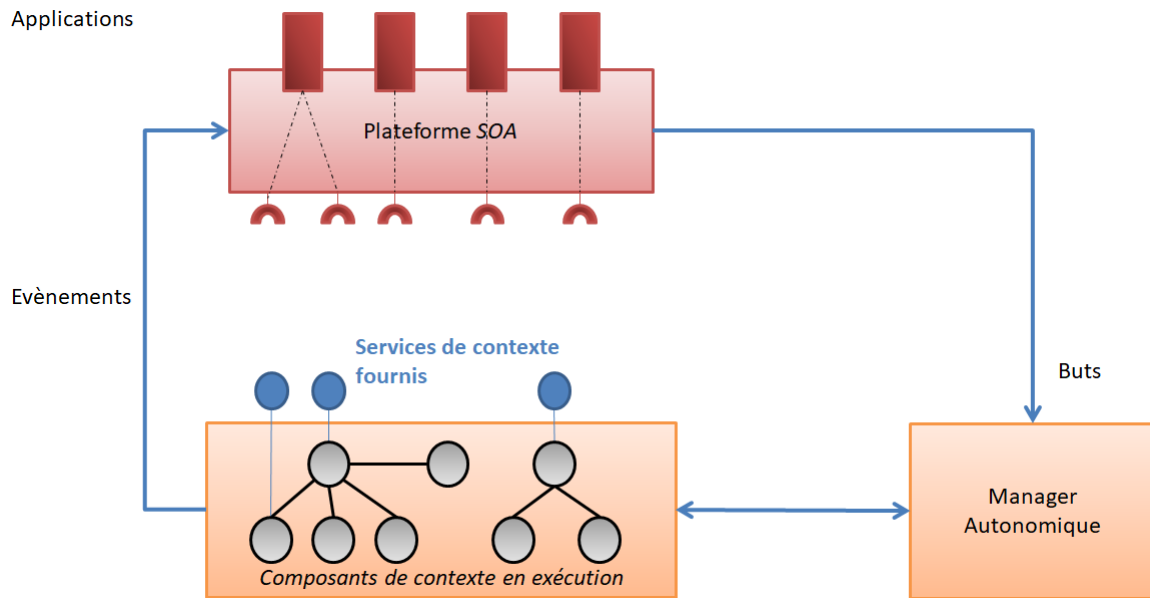 Applications
Plateforme SOA
Evènements
Services de contexte
fournis
Buts
Manager
Autonomique
Composants de contexte en exécution